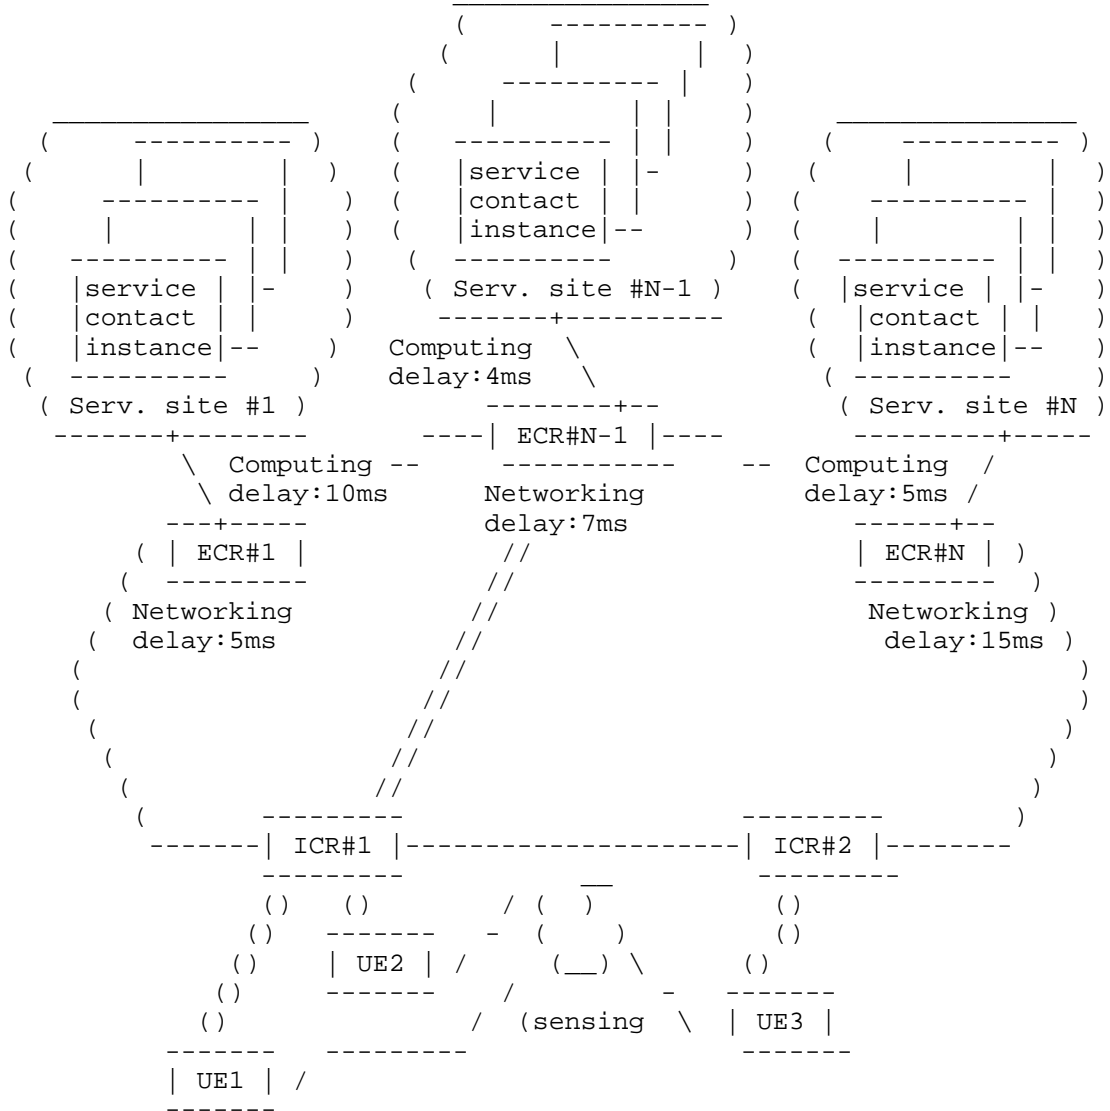 service
contact
instance
Serv. site #N-1
service
contact
instance
Serv. site #1
service
contact
instance
Serv. site #N
Computing
delay:4ms
ECR#N-1
Computing
delay:10ms
Networking
delay:7ms
Computing
delay:5ms
ECR#1
ECR#N
Networking
delay:5ms
Networking
delay:15ms
ICR#1
ICR#2
UE2
(sensing
UE3
UE1